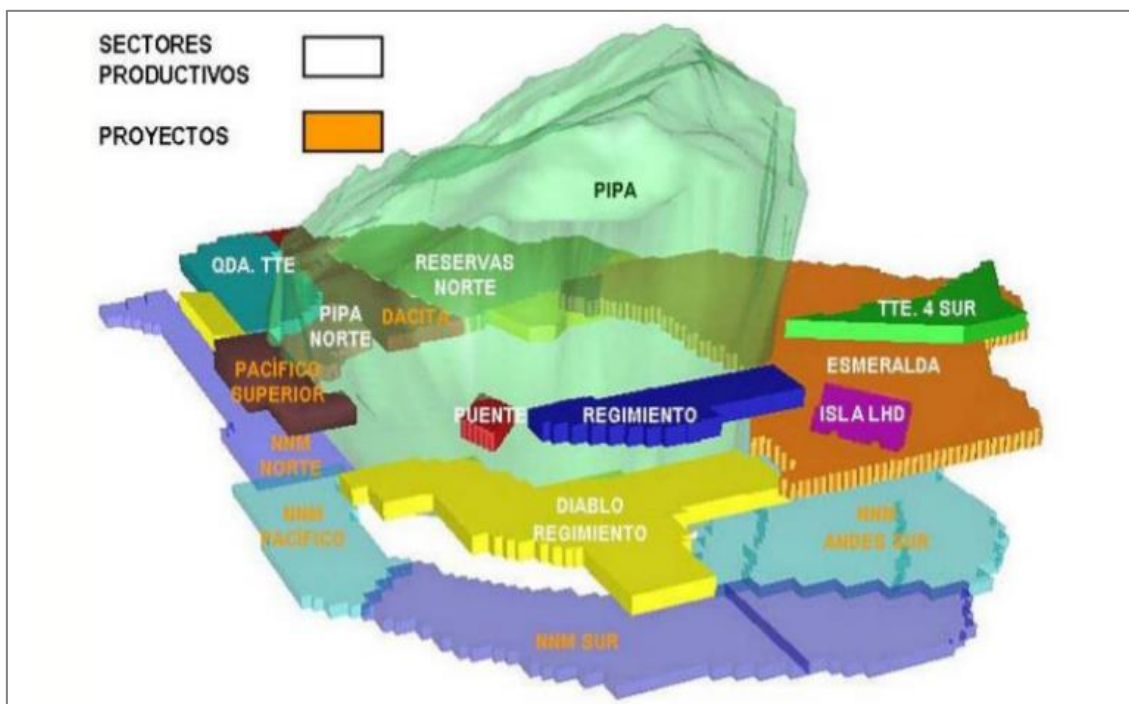 SECTORES
PRODUCTIVOS
PROYECTOS
PIPA
QDA. TTE
RESERVAS
NORTE
PIPA
NORTE
DACITA
TTE. 4 SUR
ESMERALDA
PACÍFICO
SUPERIOR
PUENTE
REGIMIENTO
ISLA LHD
NNM
NORTE
DIABLO
REGIMIENTO
NNM
PACÍFICO
NNM
ANDES SUR
NNM SUR